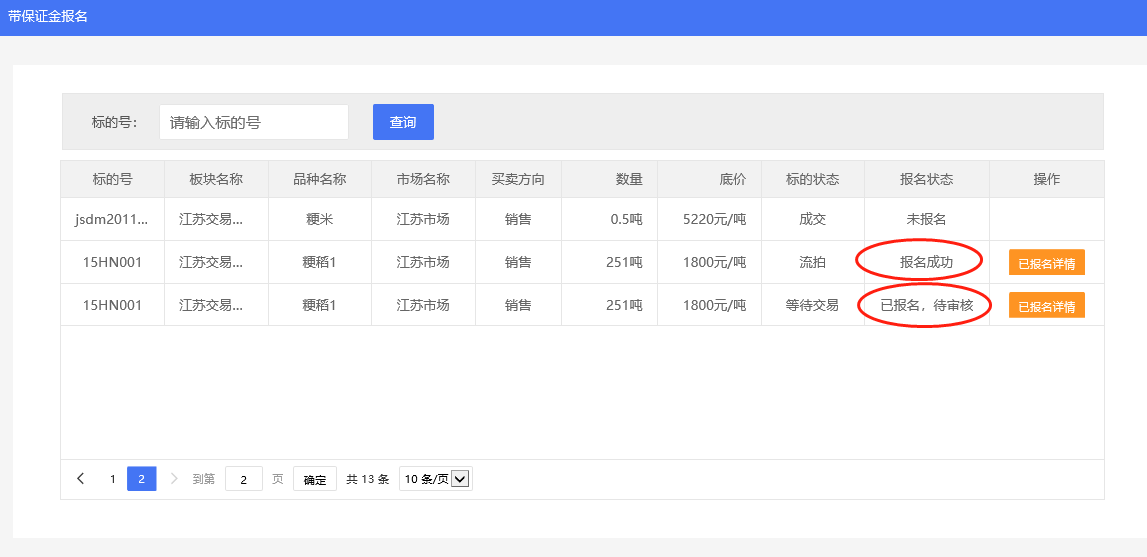 带保证金报名
标的号： 请输入标的号 查询
标的号 板块名称 品种名称 市场名称 买卖方向 数量 底价 标的状态 报名状态 操作
jsdm2011... 江苏交易... 粳米 江苏市场 销售 0.5吨 5220元/吨 成交 未报名
15HN001 江苏交易... 粳稻1 江苏市场 销售 251吨 1800元/吨 流拍 报名成功 已报名详情
15HN001 江苏交易... 粳稻1 江苏市场 销售 251吨 1800元/吨 等待交易 已报名，待审核 已报名详情
1 2 到第 2 页 确定 共 13 条 10 条/页